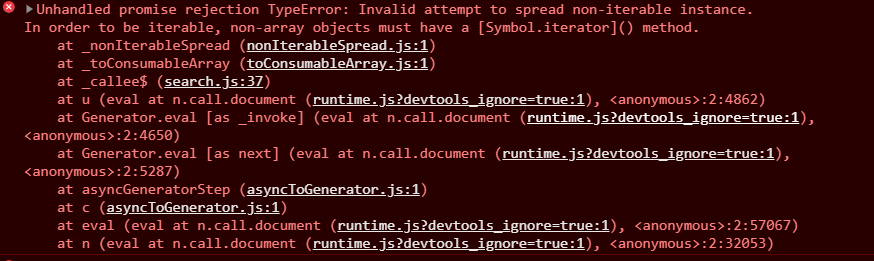 Unhandled promise rejection TypeError: Invalid attempt to spread non-iterable instance.
In order to be iterable, non-array objects must have a [Symbol.iterator]() method.
at _nonIterableSpread (nonIterableSpread.js:1)
at _toConsumableArray (toConsumableArray.js:1)
at _callee$ (search.js:37)
at u (eval at n.call.document (runtime.js?devtools_ignore=true:1), <anonymous>:2:4862)
at Generator.eval [as _invoke] (eval at n.call.document (runtime.js?devtools_ignore=true:1),
<anonymous>:2:4650)
at Generator.eval [as next] (eval at n.call.document (runtime.js?devtools_ignore=true:1),
<anonymous>:2:5287)
at asyncGeneratorStep (asyncToGenerator.js:1)
at c (asyncToGenerator.js:1)
at eval (eval at n.call.document (runtime.js?devtools_ignore=true:1), <anonymous>:2:57067)
at n (eval at n.call.document (runtime.js?devtools_ignore=true:1), <anonymous>:2:32053)